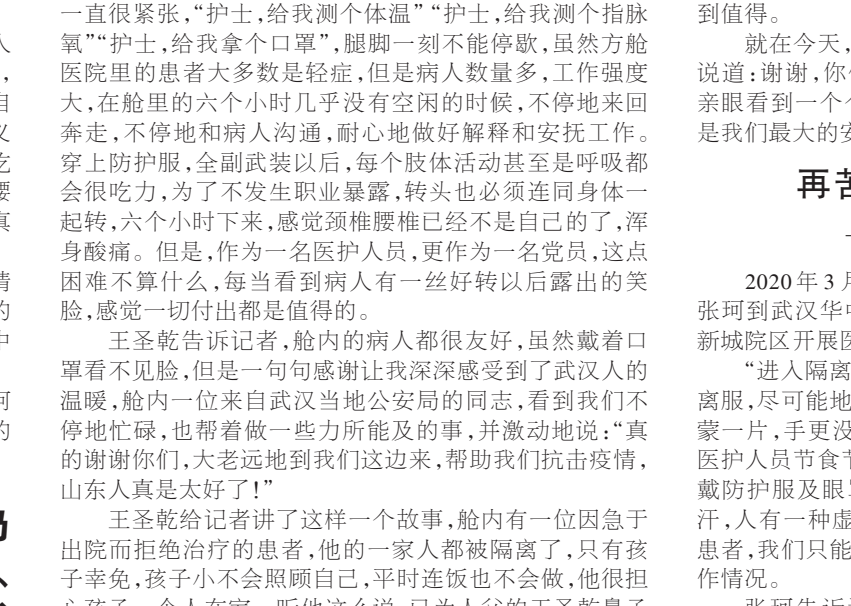 一直很紧张,“护士,给我测个体温”“护士,给我测个指脉
氧”“护士,给我拿个口罩”,腿脚一刻不能停歇,虽然方舱
医院里的患者大多数是轻症,但是病人数量多,工作强度
大,在舱里的六个小时几乎没有空闲的时候,不停地来回
奔走,不停地和病人沟通,耐心地做好解释和安抚工作。
穿上防护服,全副武装以后,每个肢体活动甚至是呼吸都
会很吃力,为了不发生职业暴露,转头也必须连同身体一
起转,六个小时下来,感觉颈椎腰椎已经不是自己的了,浑
身酸痛。但是,作为一名医护人员,更作为一名党员,这点
困难不算什么,每当看到病人有一丝好转以后露出的笑
脸,感觉一切付出都是值得的。
王圣乾告诉记者,舱内的病人都很友好,虽然戴着口
罩看不见脸,但是一句句感谢让我深深感受到了武汉人的
温暖,舱内一位来自武汉当地公安局的同志,看到我们不
停地忙碌,也帮着做一些力所能及的事,并激动地说:“真
的谢谢你们,大老远地到我们这边来,帮助我们抗击疫情,
山东人真是太好了!”
王圣乾给记者讲了这样一个故事,舱内有一位因急于
出院而拒绝治疗的患者,他的一家人都被隔离了,只有孩
子幸免,孩子小不会照顾自己,平时连饭也不会做,他很担
到值得。
就在今天,
说道:谢谢,你
亲眼看到一个
是我们最大的安
再苦
2020年3月
张珂到武汉华中
新城院区开展医
“进入隔离
离服,尽可能地
蒙一片,手更没
医护人员节食节
戴防护服及眼罩
汗,人有一种虚
患者,我们只能
作情况。